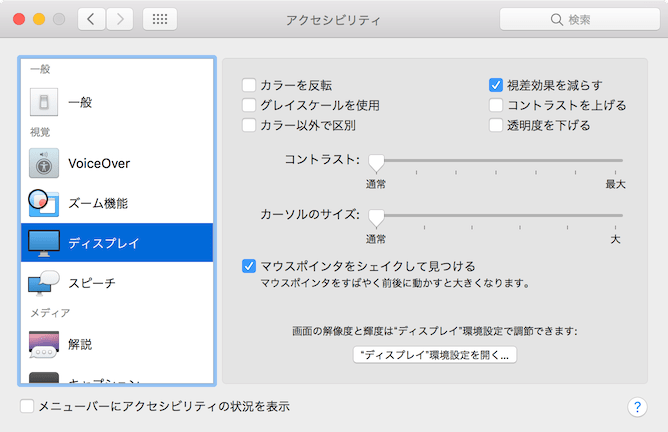 アクセシビリティ
検索
一般
一般
視覚
VoiceOver
ズーム機能
ディスプレイ
スピーチ
メディア
解説
キャプション
カラーを反転
視差効果を減らす
グレイスケールを使用
コントラストを上げる
カラー以外で区別
透明度を下げる
コントラスト:
通常
最大
カーソルのサイズ:
通常
大
マウスポインタをシェイクして見つける
マウスポインタをすばやく前後に動かすと大きくなります。
画面の解像度と輝度は"ディスプレイ"環境設定で調節できます:
"ディスプレイ"環境設定を開く...
メニューバーにアクセシビリティの状況を表示
?